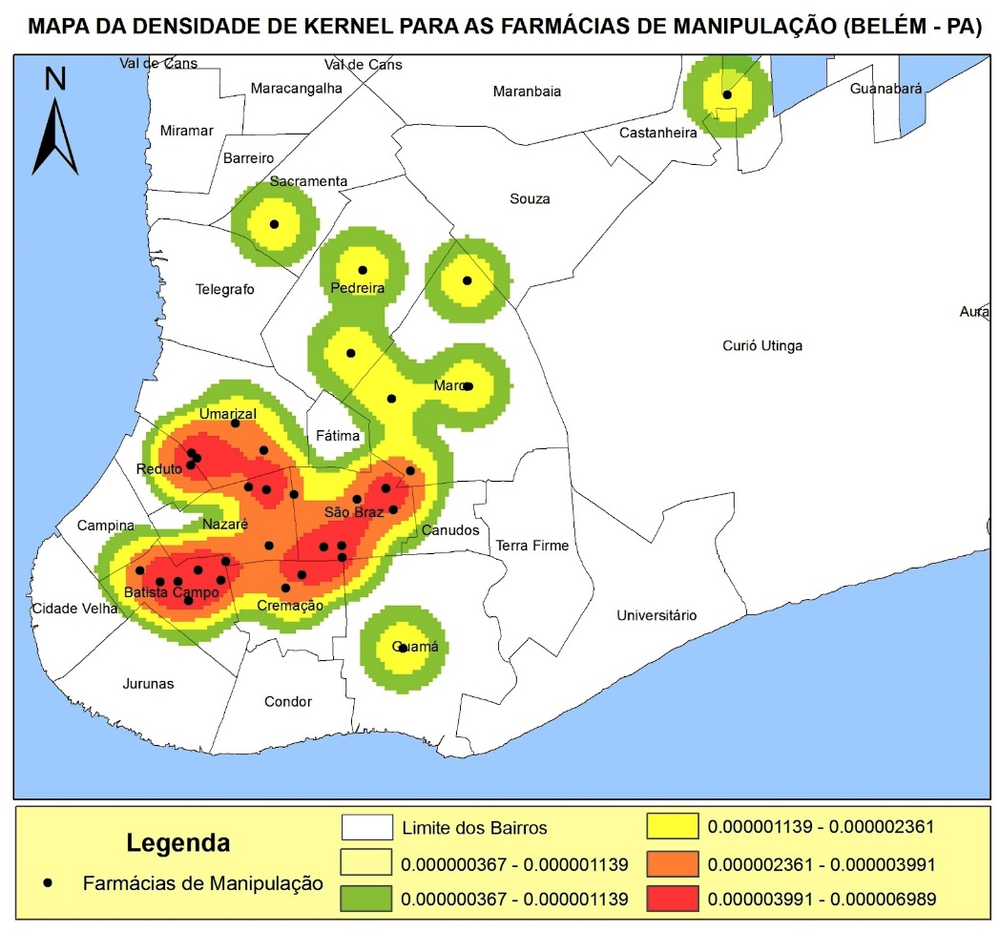 MAPA DA DENSIDADE DE KERNEL PARA AS FARMÁCIAS DE MANIPULAÇÃO (BELÉM - PA)
Val de Cans
Val de Cans
N
Maracangalha
Maranbaia
Guanabará
Miramar
Castanheira
Barreiro
Sacramenta
Souza
Telegrafo
Pedreira
Aura
Curió Utinga
Marco
Umarizal
Fátima
Reduto
São Braz
Campina
Nazaré
Canudos
Terra Firme
Batista Campo
Cidade Velha
Cremação
Universitário
Guamá
Jurunas
Condor
Legenda
Farmácias de Manipulação
Limite dos Bairros
0.000000367 - 0.000001139
0.000000367 - 0.000001139
0.000001139 - 0.000002361
0.000002361 - 0.000003991
0.000003991 - 0.000006989